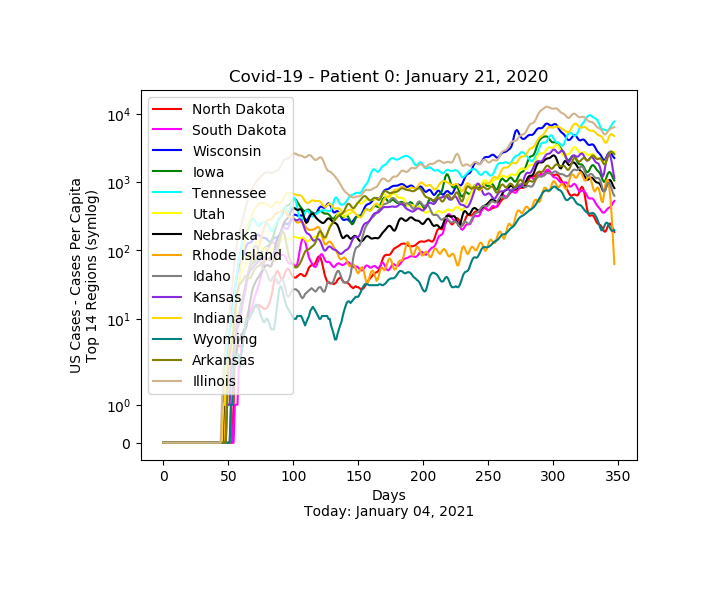 Covid-19 - Patient 0: January 21, 2020
US Cases - Cases Per Capita
Top 14 Regions (symlog)
10^4
10^3
10^2
10^1
10^0
0
North Dakota
South Dakota
Wisconsin
Iowa
Tennessee
Utah
Nebraska
Rhode Island
Idaho
Kansas
Indiana
Wyoming
Arkansas
Illinois
0 50 100 150 200 250 300 350
Days
Today: January 04, 2021